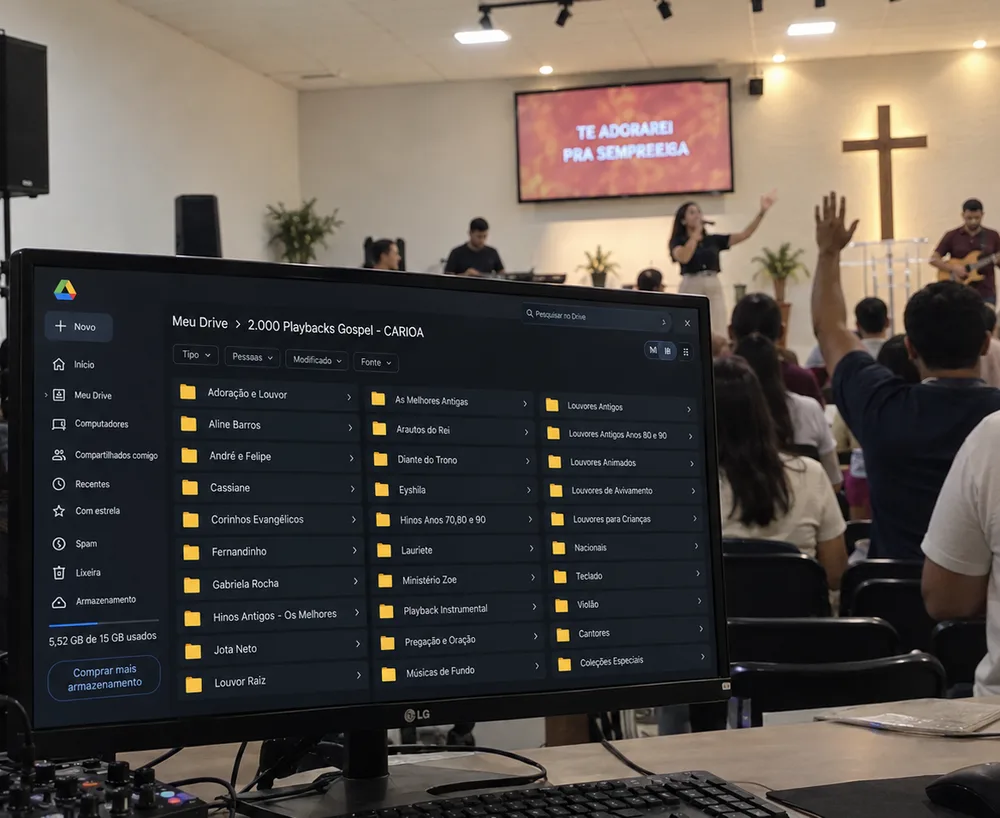 TE ADORAREI
PRA SEMPREEBA
Meu Drive > 2.000 Playbacks Gospel - CARIOA
Pesquisar no Drive
Novo
Início
Meu Drive
Computadores
Compartilhados comigo
Recentes
Com estrela
Spam
Lixeira
Armazenamento
5,52 GB de 15 GB usados
Comprar mais
armazenamento
Tipo
Pessoas
Modificado
Fonte
Adoração e Louvor
Aline Barros
André e Felipe
Cassiane
Corinhos Evangélicos
Fernandinho
Gabriela Rocha
Hinos Antigos - Os Melhores
Jota Neto
Louvor Raiz
As Melhores Antigas
Arautos do Rei
Diante do Trono
Eyshila
Hinos Anos 70,80 e 90
Lauriete
Ministério Zoe
Playback Instrumental
Pregação e Oração
Músicas de Fundo
Louvores Antigos
Louvores Antigos Anos 80 e 90
Louvores Animados
Louvores de Avivamento
Louvores para Crianças
Nacionais
Teclado
Violão
Cantores
Coleções Especiais
LG